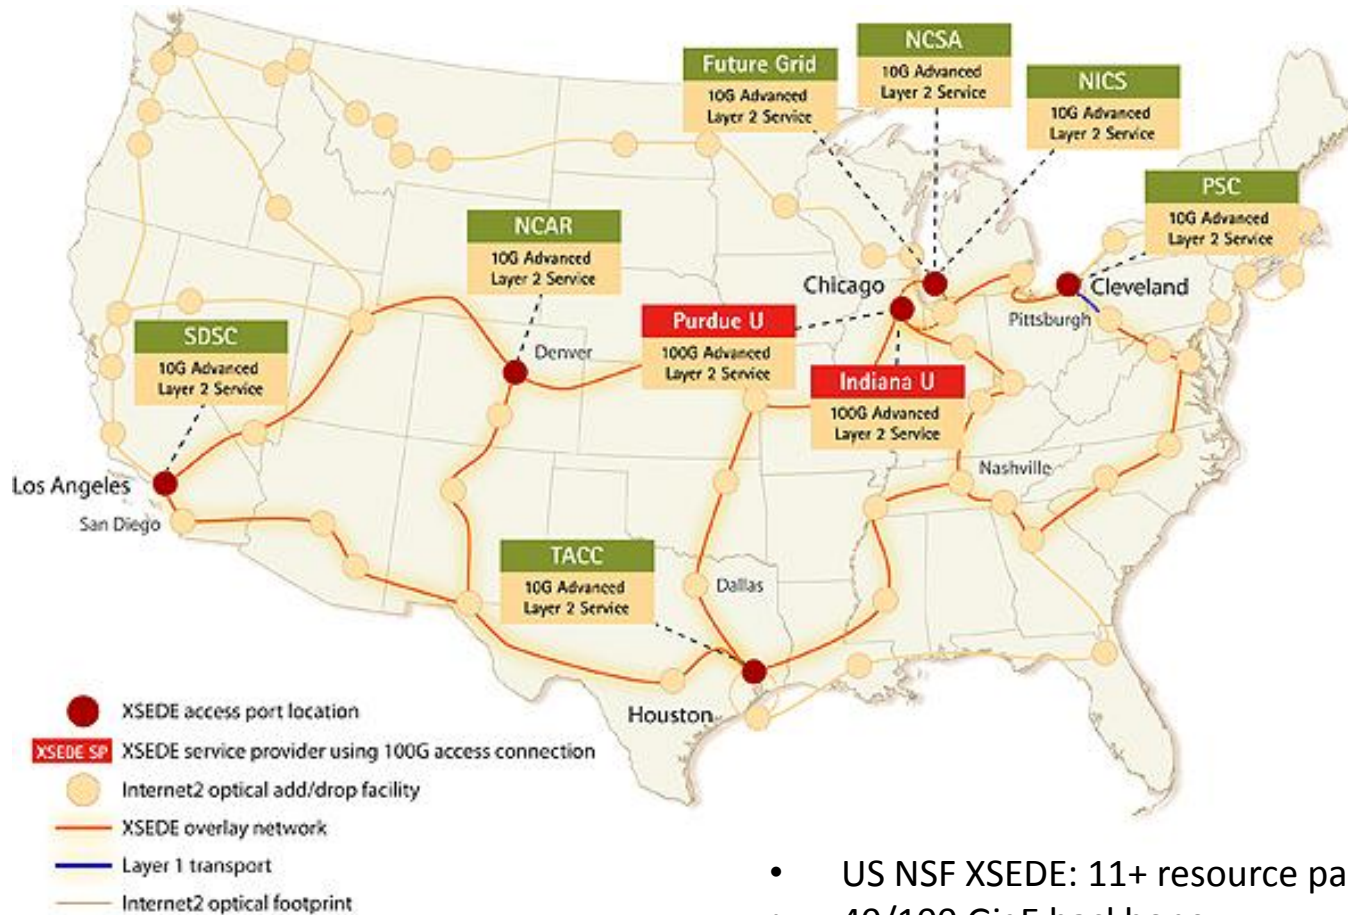 NCSA
10G Advanced
Layer 2 Service
Future Grid
10G Advanced
Layer 2 Service
NICS
10G Advanced
Layer 2 Service
PSC
10G Advanced
Layer 2 Service
NCAR
10G Advanced
Layer 2 Service
Chicago
Cleveland
Purdue U
100G Advanced
Layer 2 Service
Pittsburgh
SDSC
10G Advanced
Layer 2 Service
Denver
Indiana U
100G Advanced
Layer 2 Service
Los Angeles
San Diego
Nashville
TACC
10G Advanced
Layer 2 Service
Dallas
Houston
XSEDE access port location
XSEDE SP XSEDE service provider using 100G access connection
Internet2 optical add/drop facility
XSEDE overlay network
Layer 1 transport
Internet2 optical footprint
• US NSF XSEDE: 11+ resource pa